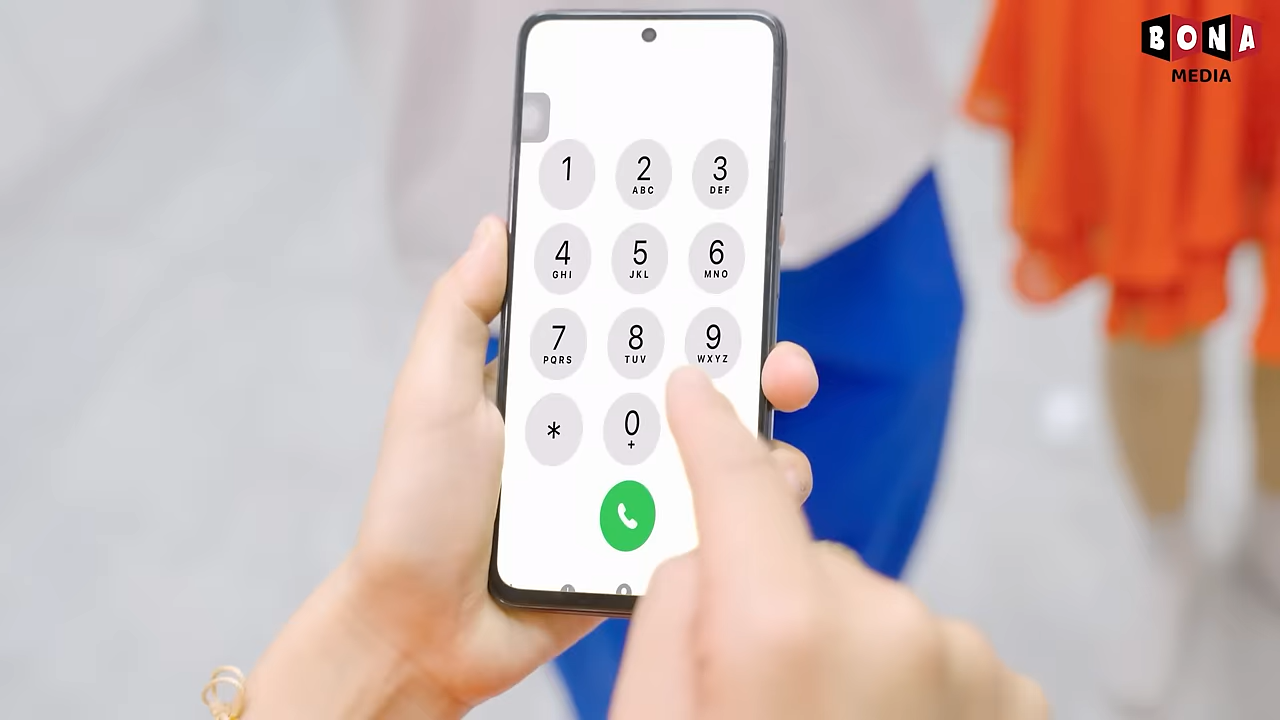 BONA
MEDIA
1
2
ABC
3
DEF
4
GHI
5
JKL
6
MNO
7
PQRS
8
TUV
9
WXYZ
*
0
+